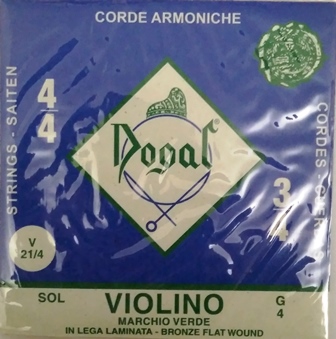 CORDE ARMONICHE
STRINGS - SAITEN
4/4
Dogal
3/4
V
21/4
SOL
VIOLINO
G
4
MARCHIO VERDE
IN LEGA LAMINATA - BRONZE FLAT WOUND